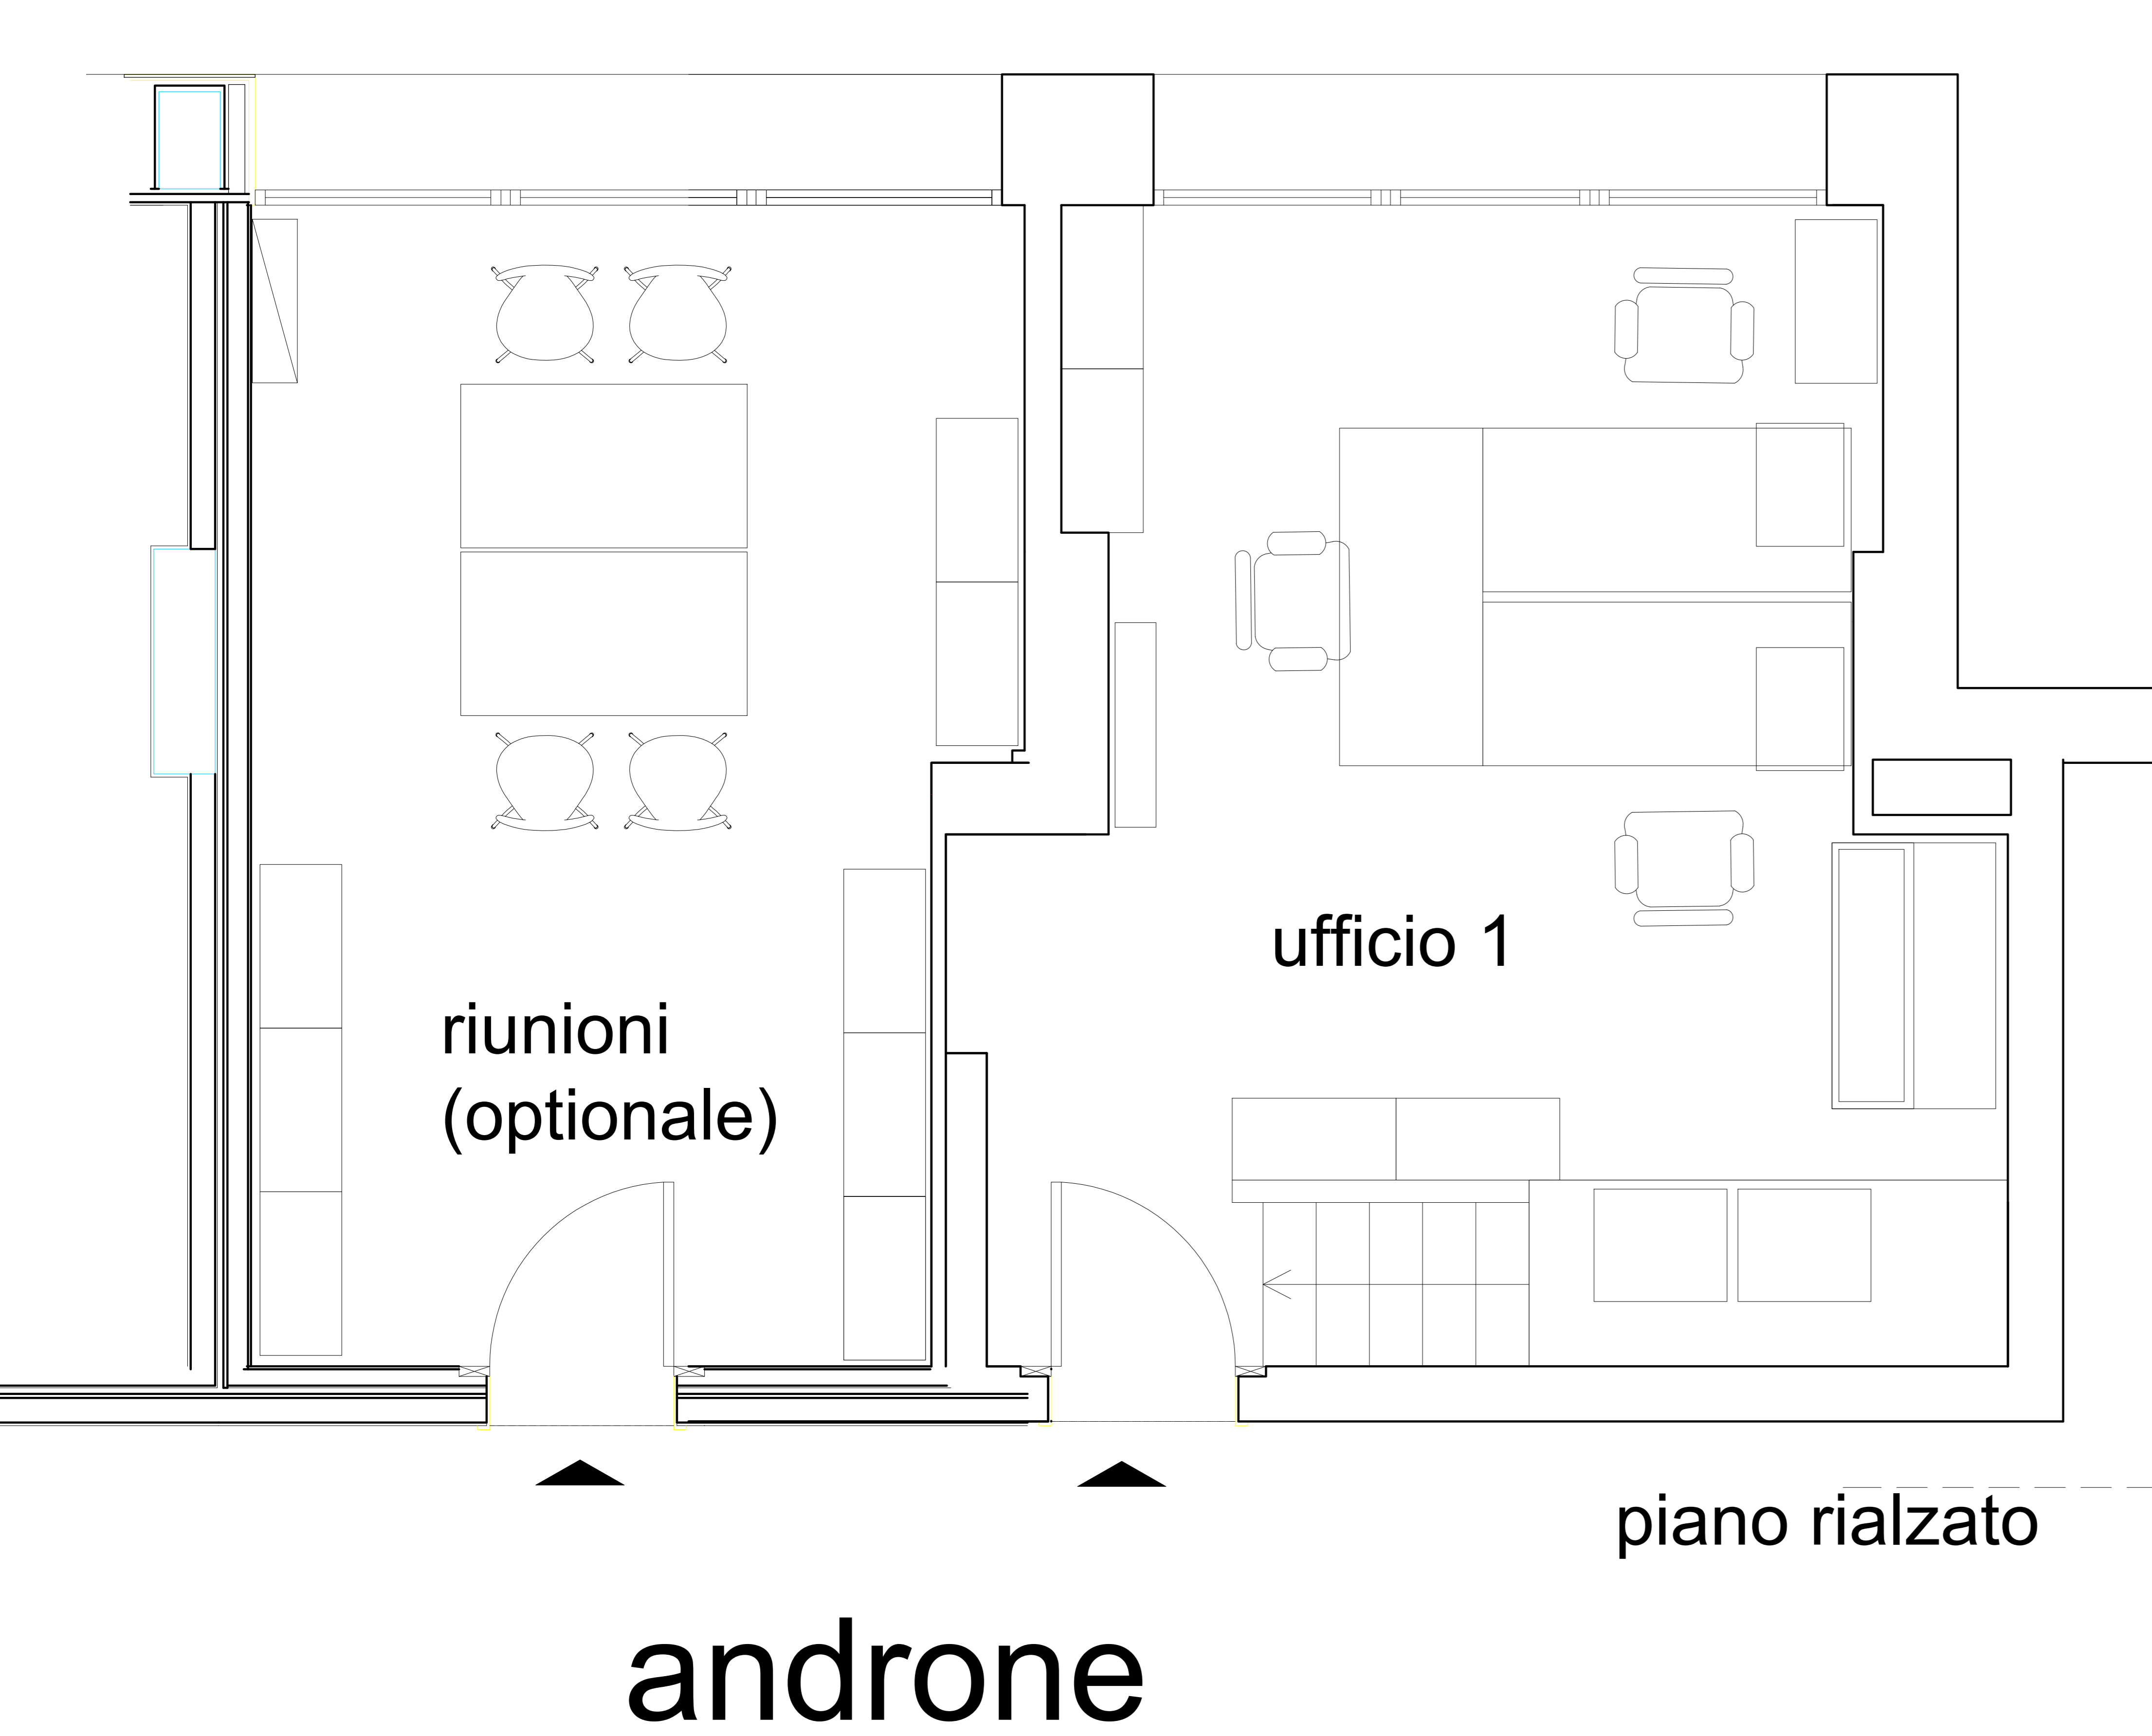 ufficio 1
riunioni
(optionale)
piano rialzato
androne